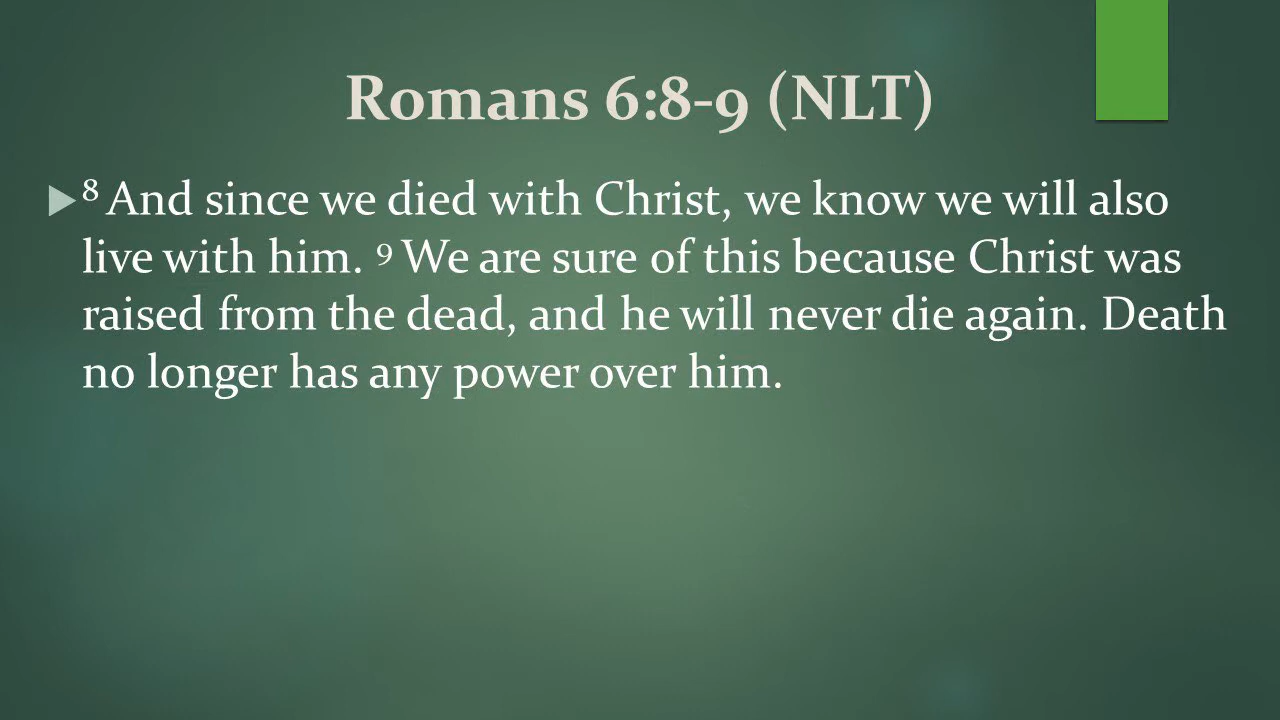 Romans 6:8-9 (NLT)
8 And since we died with Christ, we know we will also
live with him. 9 We are sure of this because Christ was
raised from the dead, and he will never die again. Death
no longer has any power over him.